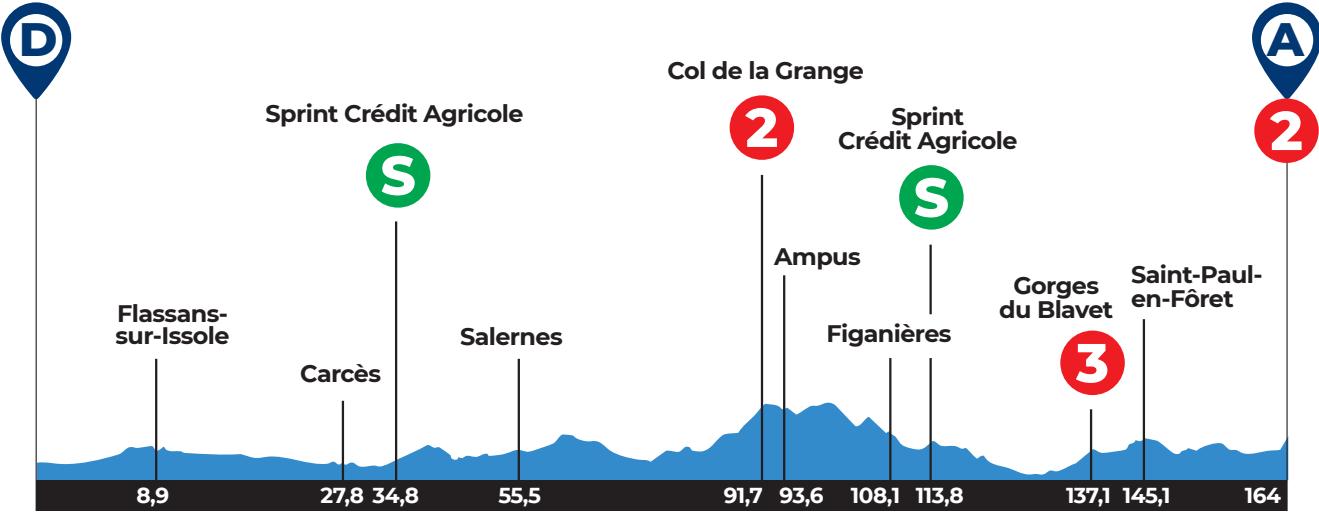 D
A
Col de la Grange
2
2
Sprint Crédit Agricole
S
Sprint
Crédit Agricole
S
Ampus
Flassans-
sur-Issole
Carcès
Salernes
Figanières
Gorges
du Blavet
3
Saint-Paul-
en-Fôret
8,9 27,8 34,8 55,5 91,7 93,6 108,1 113,8 137,1 145,1 164